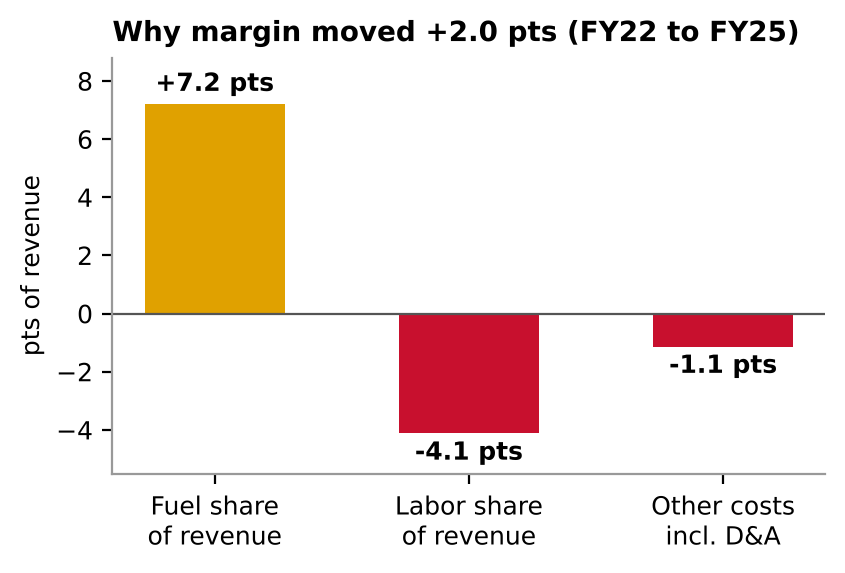 Why margin moved +2.0 pts (FY22 to FY25)
pts of revenue
8
6
4
2
0
−2
−4
+7.2 pts
-4.1 pts
-1.1 pts
Fuel share
of revenue
Labor share
of revenue
Other costs
incl. D&A